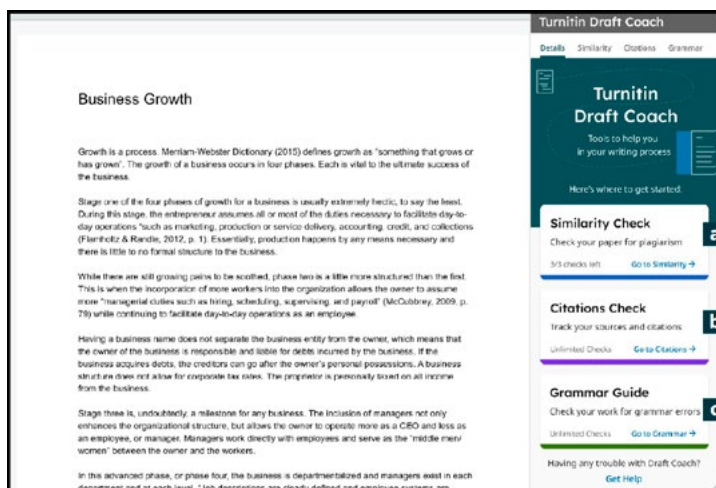 Turnitin Draft Coach
Details Similarity Citations Grammar
Turnitin
Draft Coach
Tools to help you
in your writing process
Here's where to get started:
Similarity Check
Check your paper for plagiarism
3/3 checks left Go to Similarity →
a
Citations Check
Track your sources and citations
Unlimited Checks Go to Citations →
b
Grammar Guide
Check your work for grammar errors
Unlimited Checks Go to Grammar →
Having any trouble with Draft Coach?
Get Help
Business Growth
Growth is a process. Merriam-Webster Dictionary (2015) defines growth as "something that grows or
has grown". The growth of a business occurs in four phases. Each is vital to the ultimate success of
the business.
Stage one of the four phases of growth for a business is usually extremely hectic, to say the least.
During this stage, the entrepreneur assumes all or most of the duties necessary to facilitate day-to-
day operations "such as marketing, production or service delivery, accounting, credit, and collections
(Flamholtz & Randle, 2012, p. 1). Essentially, production happens by any means necessary and
there is little to no formal structure to the business.
While there are still growing pains to be soothed, phase two is a little more structured than the first.
This is when the incorporation of more workers into the organization allows the owner to assume
more "managerial duties such as hiring, scheduling, supervising, and payroll" (McCubbrey, 2009, p.
79) while continuing to facilitate day-to-day operations as an employee.
Having a business name does not separate the business entity from the owner, which means that
the owner of the business is responsible and liable for debts incurred by the business. If the
business acquires debts, the creditors can go after the owner's personal possessions. A business
structure does not allow for corporate tax rates. The proprietor is personally taxed on all income
from the business.
Stage three is, undoubtedly, a milestone for any business. The inclusion of managers not only
enhances the organizational structure, but allows the owner to operate more as a CEO and less as
an employee, or manager. Managers work directly with employees and serve as the "middle men/
women" between the owner and the workers.
In this advanced phase, or phase four, the business is departmentalized and managers exist in each
department and at each level. "Job descriptions are clearly defined and employee systems are